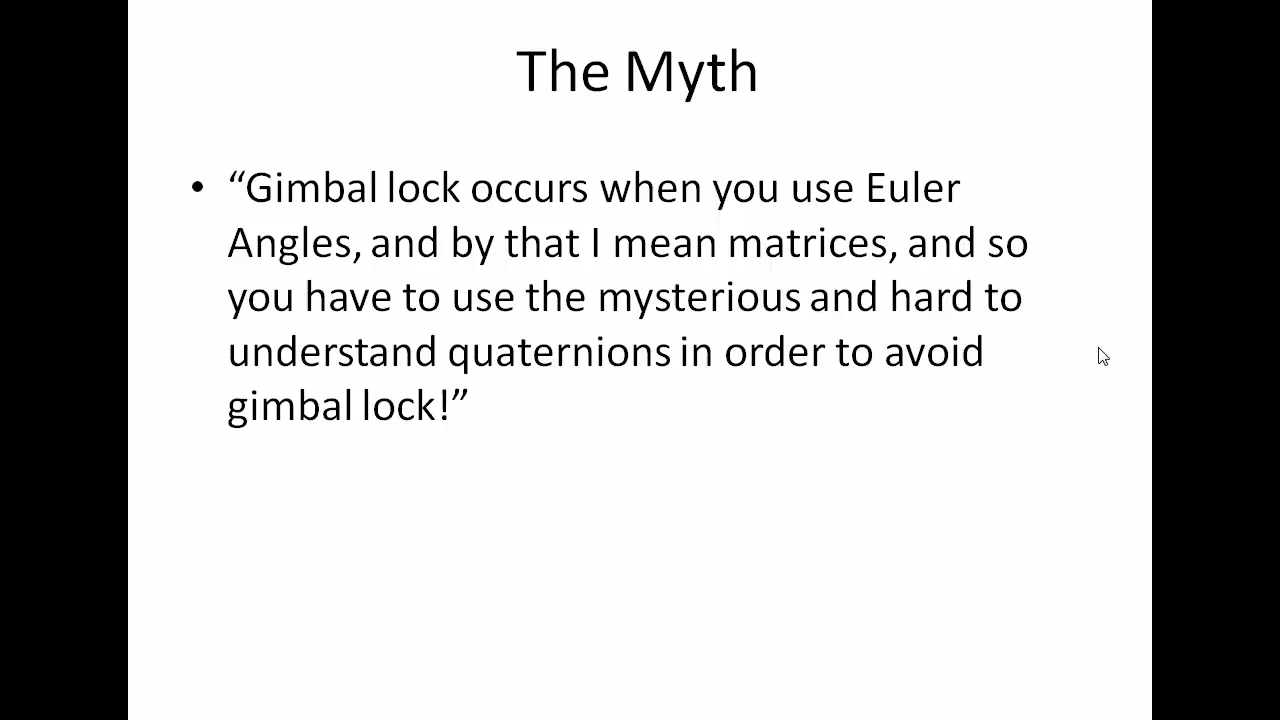 The Myth
• “Gimbal lock occurs when you use Euler
Angles, and by that I mean matrices, and so
you have to use the mysterious and hard to
understand quaternions in order to avoid
gimbal lock!”